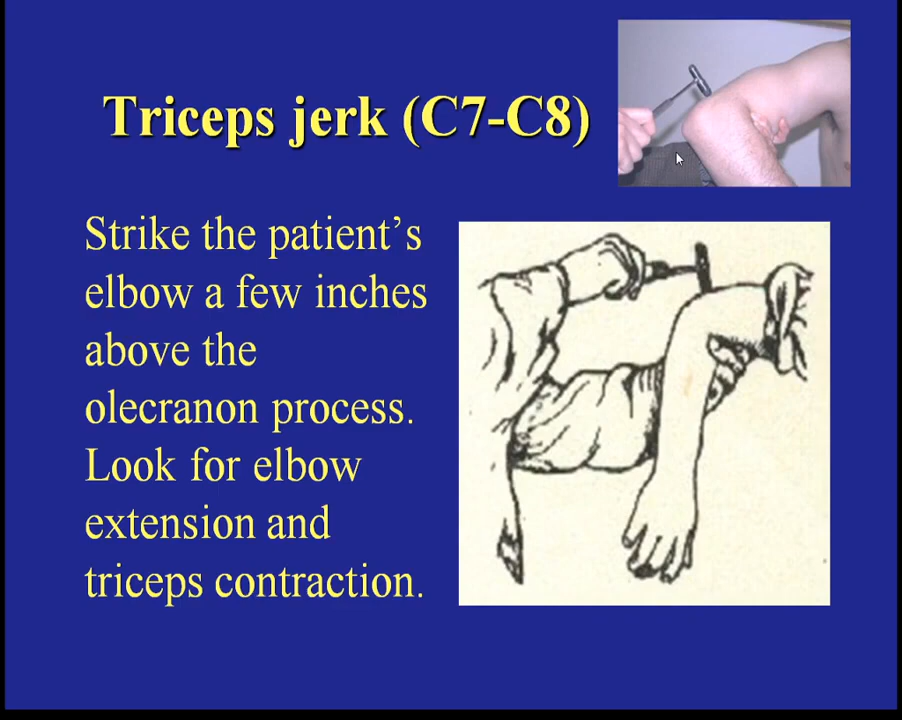 Triceps jerk (C7-C8)
Strike the patient’s
elbow a few inches
above the
olecranon process.
Look for elbow
extension and
triceps contraction.